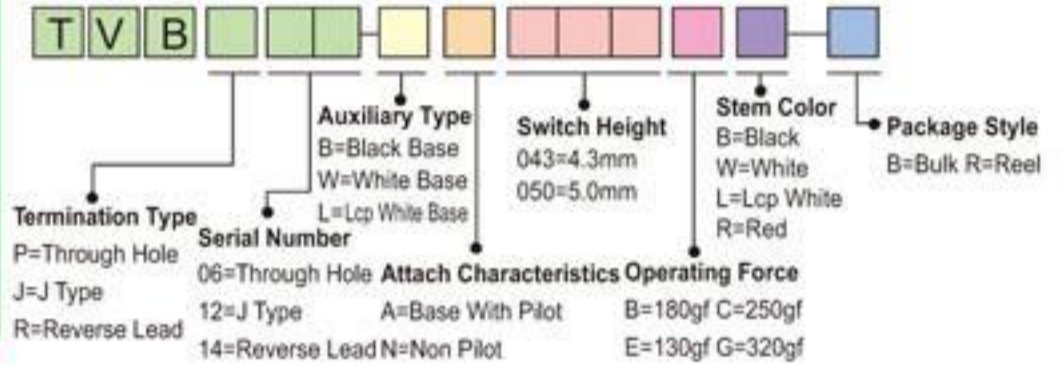 TVB
Auxiliary Type
B=Black Base
W=White Base
L=Lcp White Base
Switch Height
043=4.3mm
050=5.0mm
Stem Color
B=Black
W=White
L=Lcp White
R=Red
Package Style
B=Bulk R=Reel
Termination Type
P=Through Hole
J=J Type
R=Reverse Lead
Serial Number
06=Through Hole
12=J Type
14=Reverse Lead
Attach Characteristics
A=Base With Pilot
N=Non Pilot
Operating Force
B=180gf C=250gf
E=130gf G=320gf